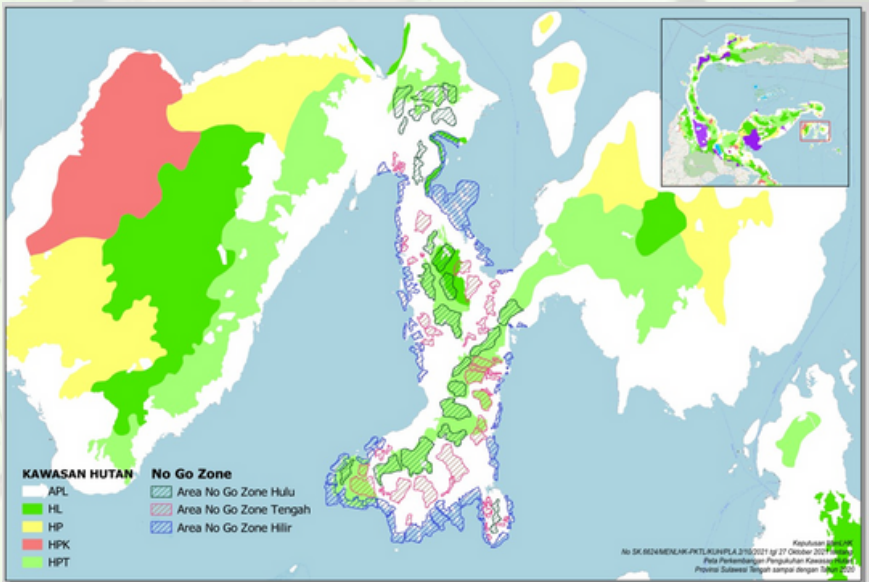 KAWASAN HUTAN
APL
HL
HP
HPK
HPT
No Go Zone
Area No Go Zone Hulu
Area No Go Zone Tengah
Area No Go Zone Hilir
Keputusan
No SK.6624/MENLHK-PKTL/KUH/PLA.2/10/2021 tgl 27 Oktober 2021 tentang
Peta Perkembangan Pengukuhan Kawasan Hutan
Provinsi Sulawesi Tengah sampai dengan Tahun 2020